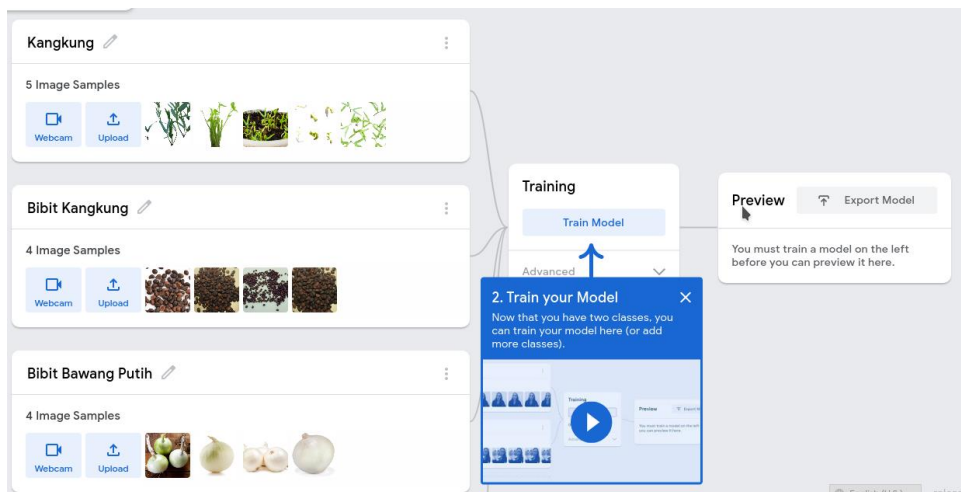 Kangkung
5 Image Samples
Webcam
Upload
Bibit Kangkung
4 Image Samples
Webcam
Upload
Bibit Bawang Putih
4 Image Samples
Webcam
Upload
Training
Train Model
Advanced
2. Train your Model
Now that you have two classes, you
can train your model here (or add
more classes).
Training
Preview
Preview
Export Model
You must train a model on the left
before you can preview it here.